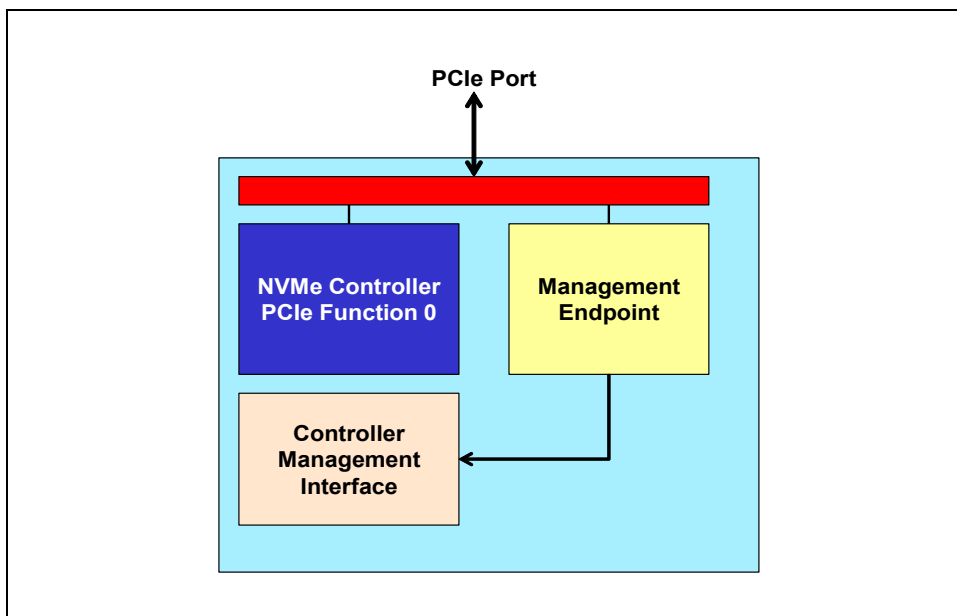 PCIe Port
NVMe Controller
PCIe Function 0
Management
Endpoint
Controller
Management
Interface